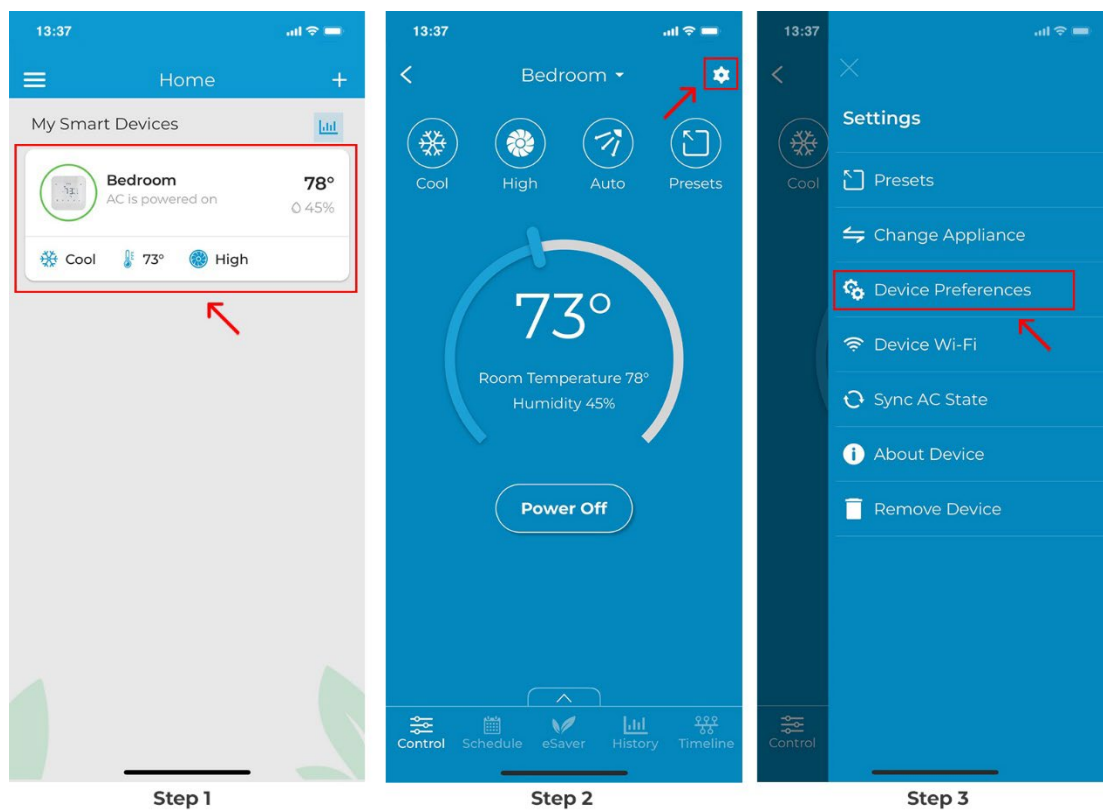 13:37
Home
My Smart Devices
Bedroom
AC is powered on
78°
45%
Cool
73°
High
Step 1
13:37
Bedroom
Cool
High
Auto
Presets
73°
Room Temperature 78°
Humidity 45%
Power Off
Control
Schedule
eSaver
History
Timeline
Step 2
13:37
Cool
Control
Settings
Presets
Change Appliance
Device Preferences
Device Wi-Fi
Sync AC State
About Device
Remove Device
Step 3